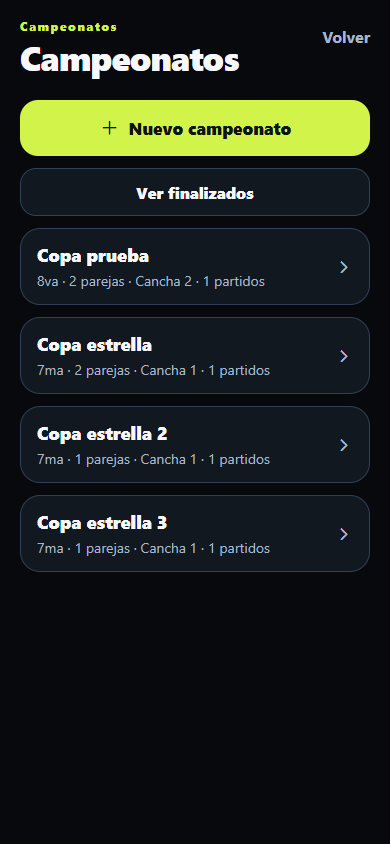 Campeonatos
Campeonatos
Volver
+ Nuevo campeonato
Ver finalizados
Copa prueba
8va · 2 parejas · Cancha 2 · 1 partidos
Copa estrella
7ma · 2 parejas · Cancha 1 · 1 partidos
Copa estrella 2
7ma · 1 parejas · Cancha 1 · 1 partidos
Copa estrella 3
7ma · 1 parejas · Cancha 1 · 1 partidos